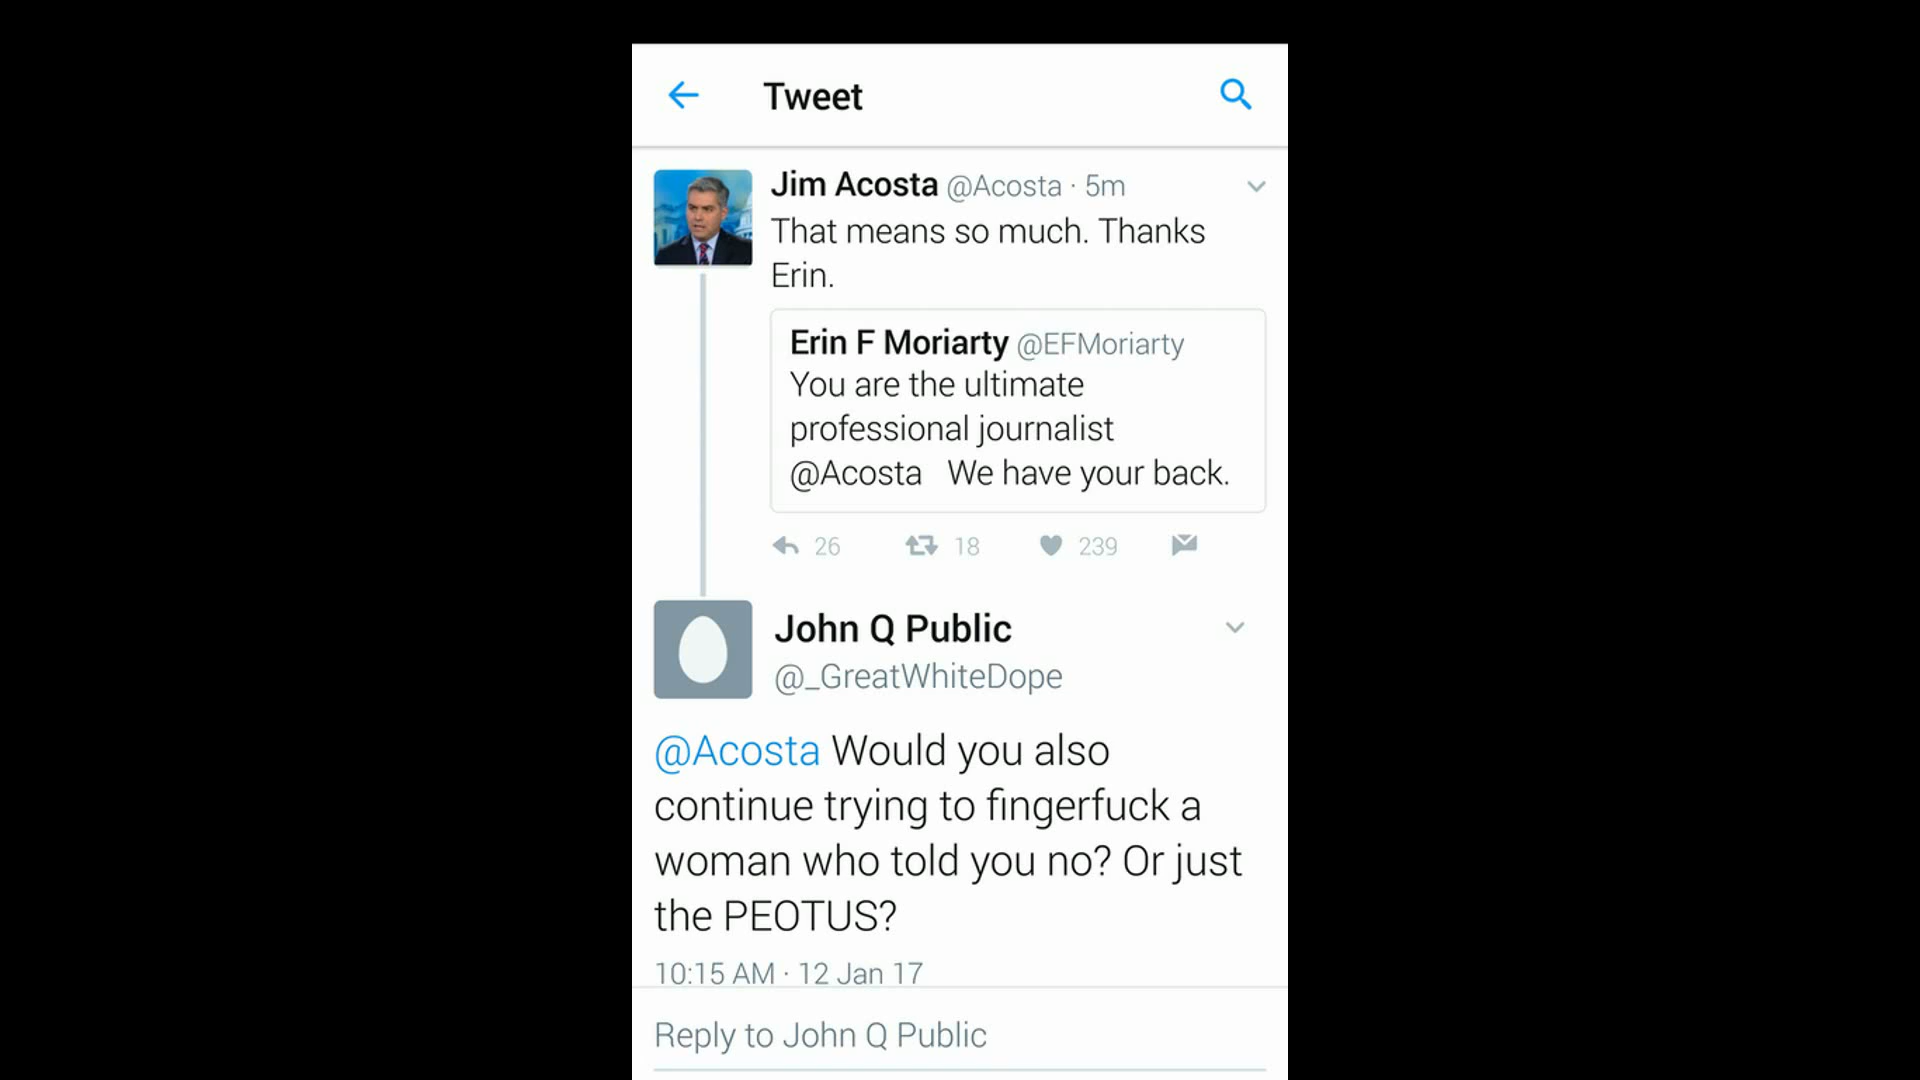 Tweet
Jim Acosta @Acosta · 5m
That means so much. Thanks
Erin.
Erin F Moriarty @EFMoriarty
You are the ultimate
professional journalist
@Acosta   We have your back.
26 18 239
John Q Public
@_GreatWhiteDope
@Acosta Would you also
continue trying to fingerfuck a
woman who told you no? Or just
the PEOTUS?
10:15 AM · 12 Jan 17
Reply to John Q Public